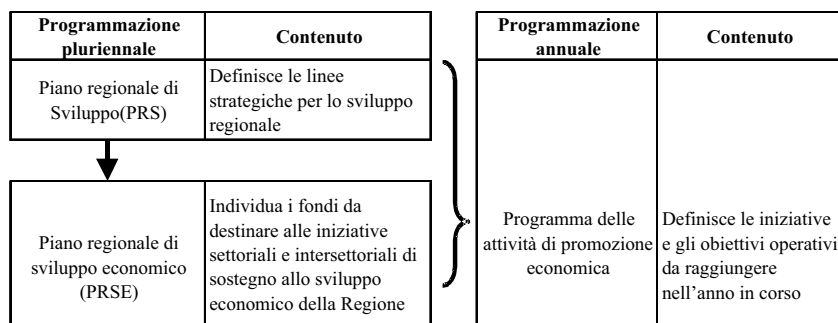 Programmazione
pluriennale
Contenuto
Piano regionale di
Sviluppo(PRS)
Definisce le linee
strategiche per lo sviluppo
regionale
Piano regionale di
sviluppo economico
(PRSE)
Individua i fondi da
destinare alle iniziative
settoriali e intersettoriali di
sostegno allo sviluppo
economico della Regione
Programmazione
annuale
Contenuto
Programma delle
attività di promozione
economica
Definisce le iniziative
e gli obiettivi operativi
da raggiungere
nell’anno in corso